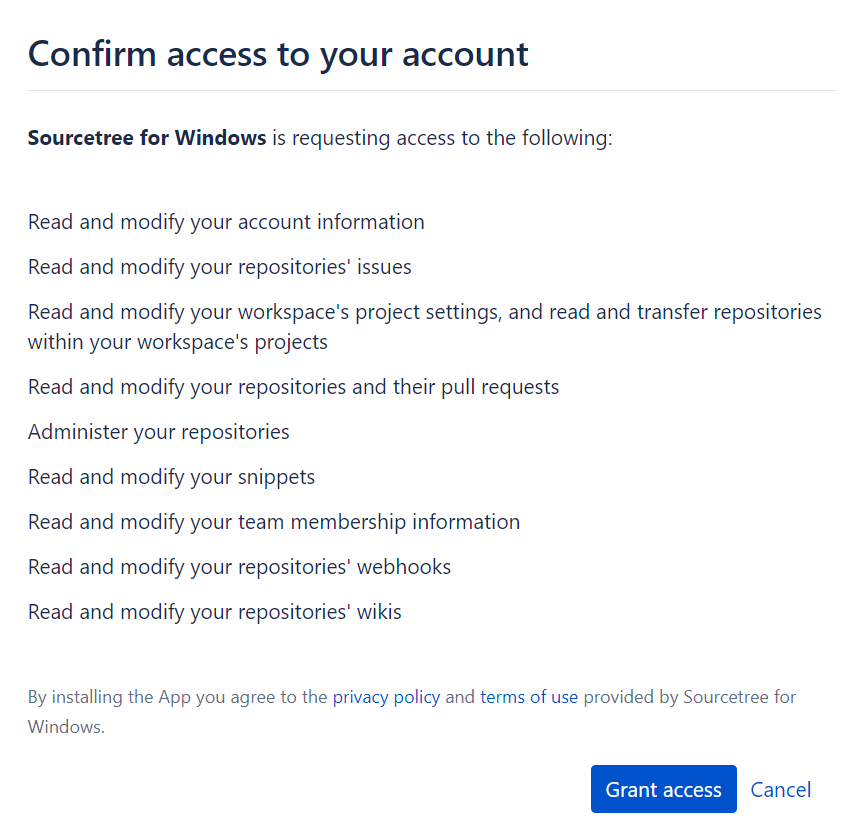 Confirm access to your account
Sourcetree for Windows is requesting access to the following:
Read and modify your account information
Read and modify your repositories' issues
Read and modify your workspace's project settings, and read and transfer repositories
within your workspace's projects
Read and modify your repositories and their pull requests
Administer your repositories
Read and modify your snippets
Read and modify your team membership information
Read and modify your repositories' webhooks
Read and modify your repositories' wikis
By installing the App you agree to the privacy policy and terms of use provided by Sourcetree for
Windows.
Grant access Cancel